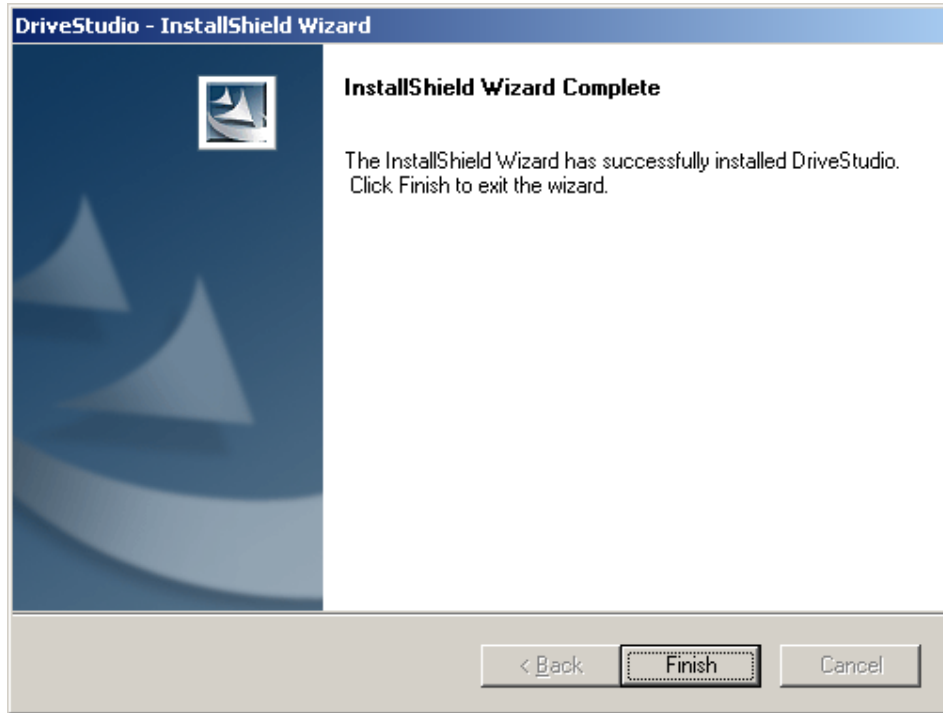 DriveStudio - InstallShield Wizard
InstallShield Wizard Complete
The InstallShield Wizard has successfully installed DriveStudio.
Click Finish to exit the wizard.
< Back
Finish
Cancel